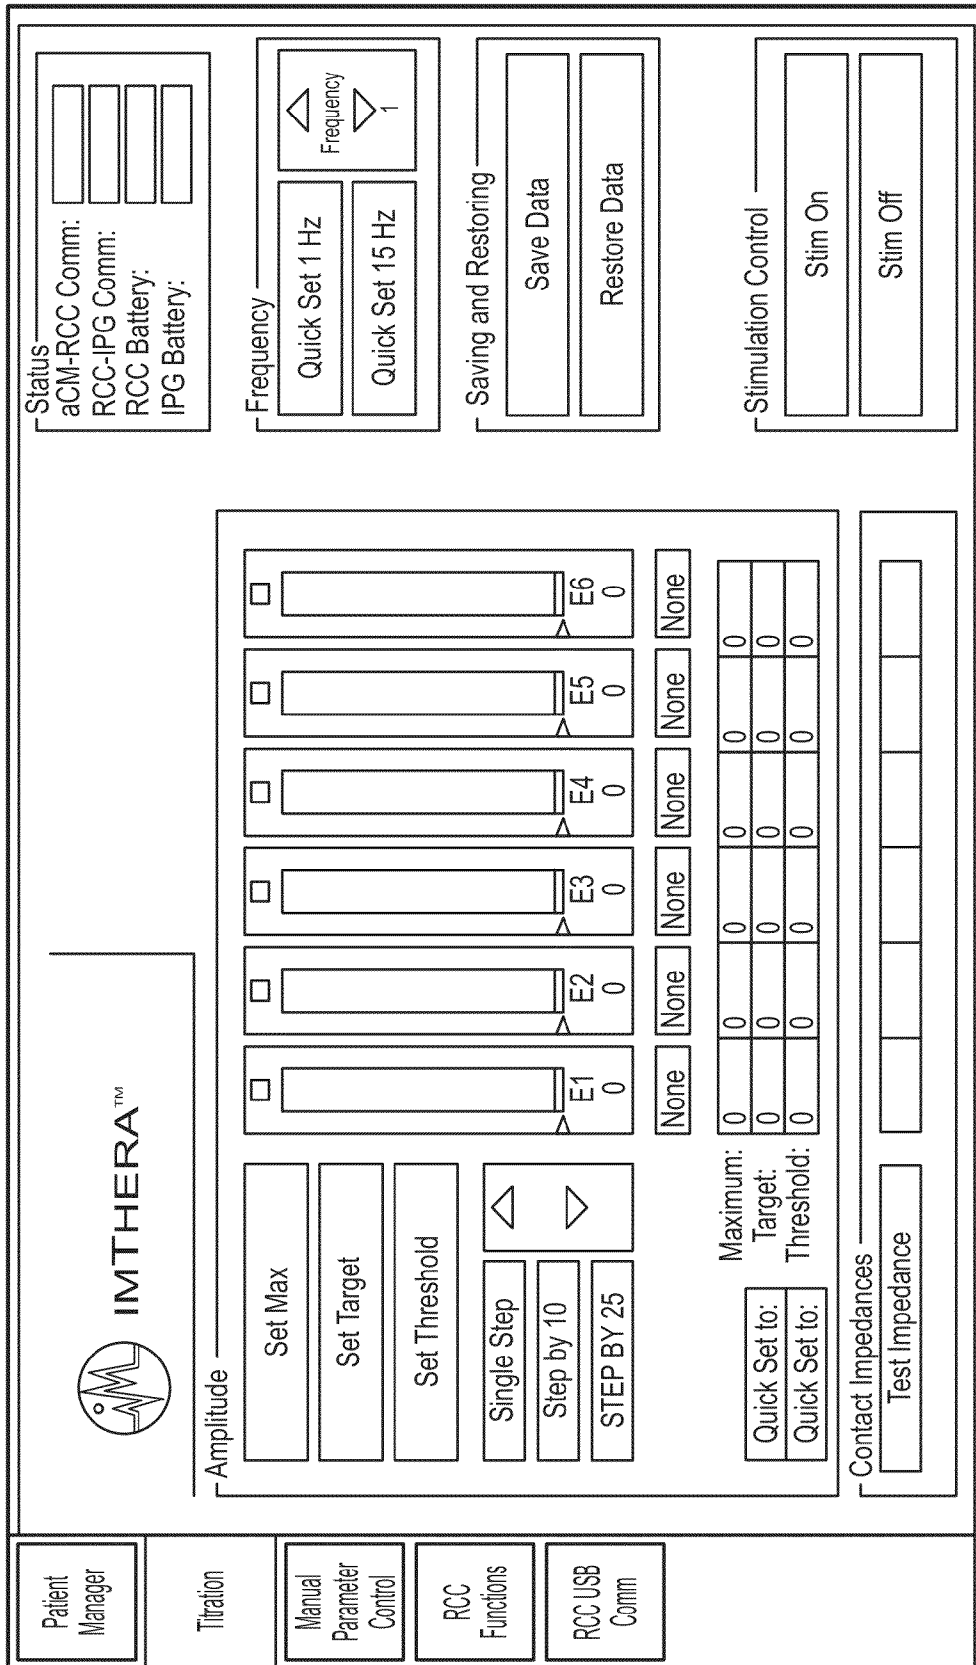 Patient
Manager
Titration
Manual
Parameter
Control
RCC
Functions
RCC USB
Comm
IMTHERA™
Amplitude
Set Max
Set Target
Set Threshold
Single Step
Step by 10
STEP BY 25
E1 E2 E3 E4 E5 E6
0 0 0 0 0 0
None None None None None None
Maximum: 0 0 0 0 0 0
Quick Set to: Target: 0 0 0 0 0 0
Quick Set to: Threshold: 0 0 0 0 0 0
Contact Impedances
Test Impedance
Status
aCM-RCC Comm:
RCC-IPG Comm:
RCC Battery:
IPG Battery:
Frequency
Quick Set 1 Hz
Quick Set 15 Hz
Frequency
1
Saving and Restoring
Save Data
Restore Data
Stimulation Control
Stim On
Stim Off